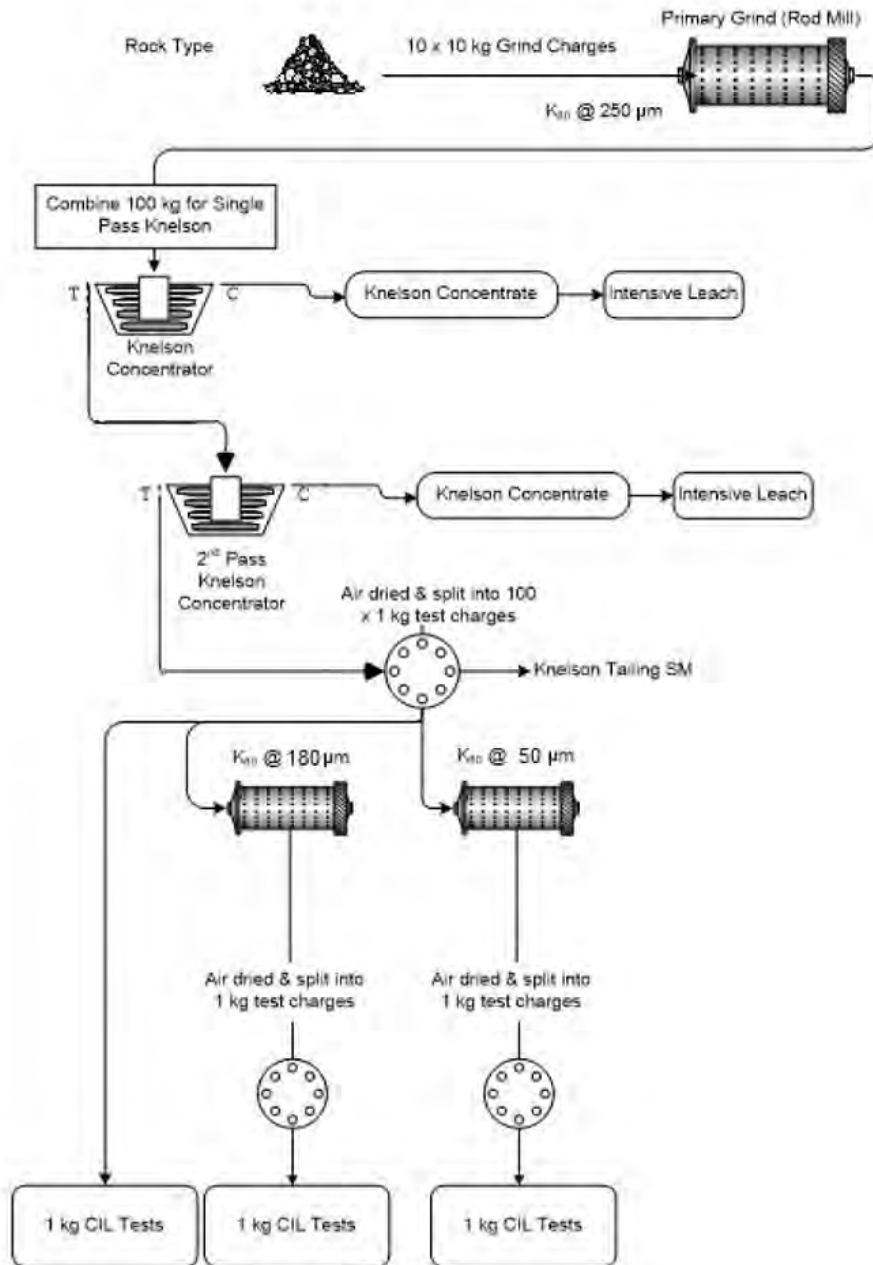 Primary Grind (Rod Mill)
Rock Type
10 x 10 kg Grind Charges
K₈₀ @ 250 µm
Combine 100 kg for Single
Pass Knelson
T
C
Knelson Concentrate
Intensive Leach
Knelson
Concentrator
T
C
Knelson Concentrate
Intensive Leach
2ⁿᵈ Pass
Knelson
Concentrator
Air dried & split into 100
x 1 kg test charges
Knelson Tailing SM
K₈₀ @ 180 µm
K₈₀ @ 50 µm
Air dried & split into
1 kg test charges
Air dried & split into
1 kg test charges
1 kg CIL Tests
1 kg CIL Tests
1 kg CIL Tests